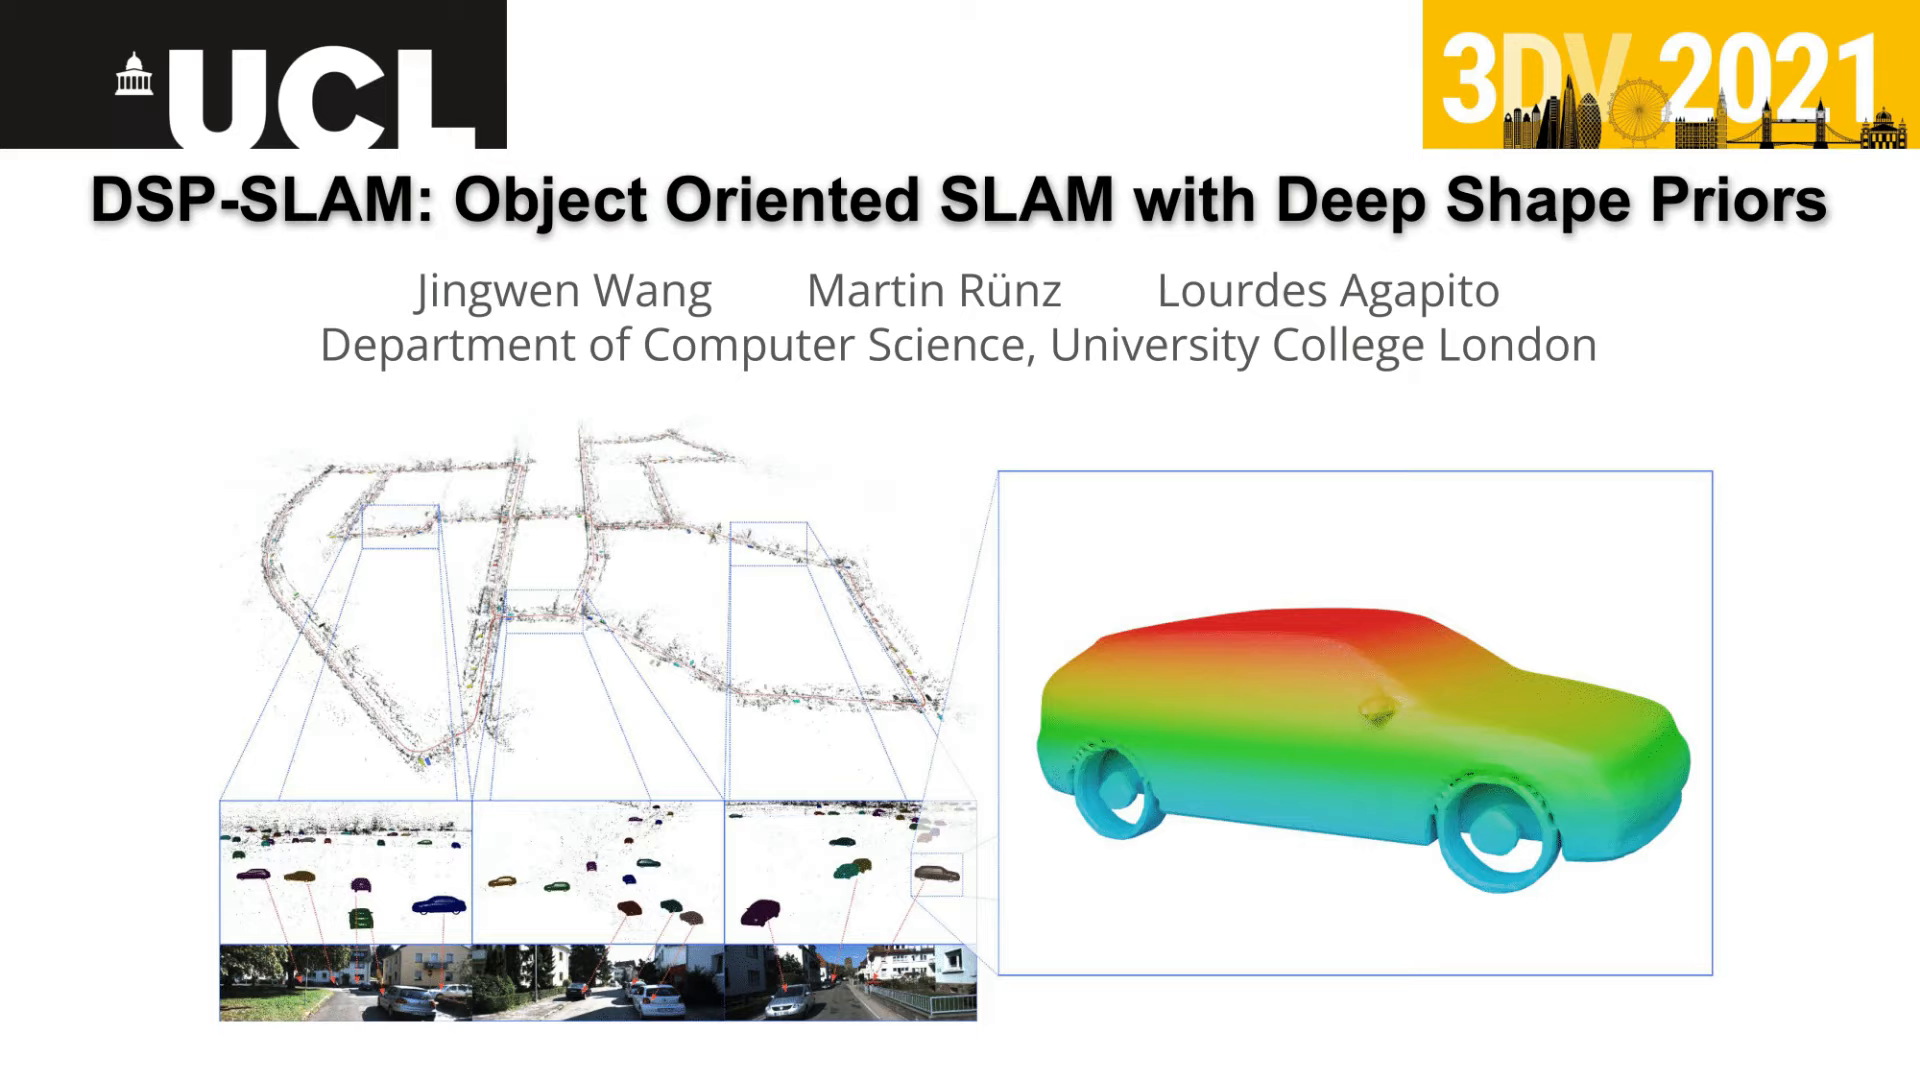 UCL
3DV 2021
DSP-SLAM: Object Oriented SLAM with Deep Shape Priors
Jingwen Wang Martin Rünz Lourdes Agapito
Department of Computer Science, University College London